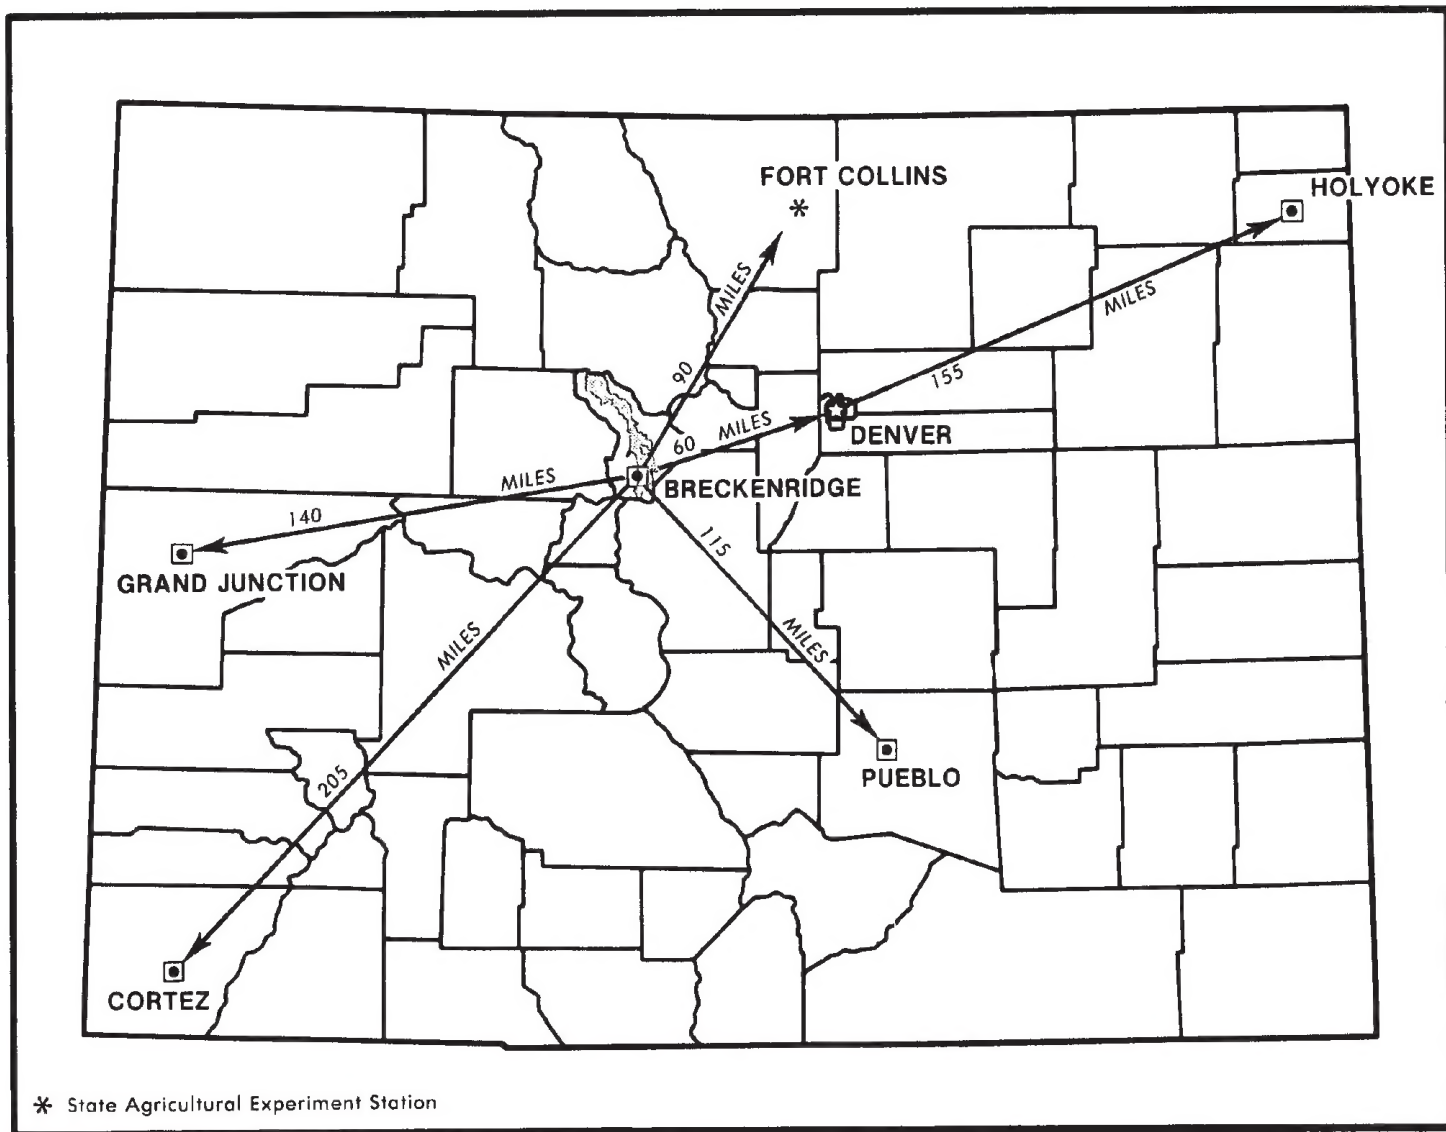 FORT COLLINS
*
HOLYOKE
MILES
MILES
90
155
MILES
60
DENVER
MILES
BRECKENRIDGE
140
115
GRAND JUNCTION
MILES
MILES
205
PUEBLO
CORTEZ
* State Agricultural Experiment Station